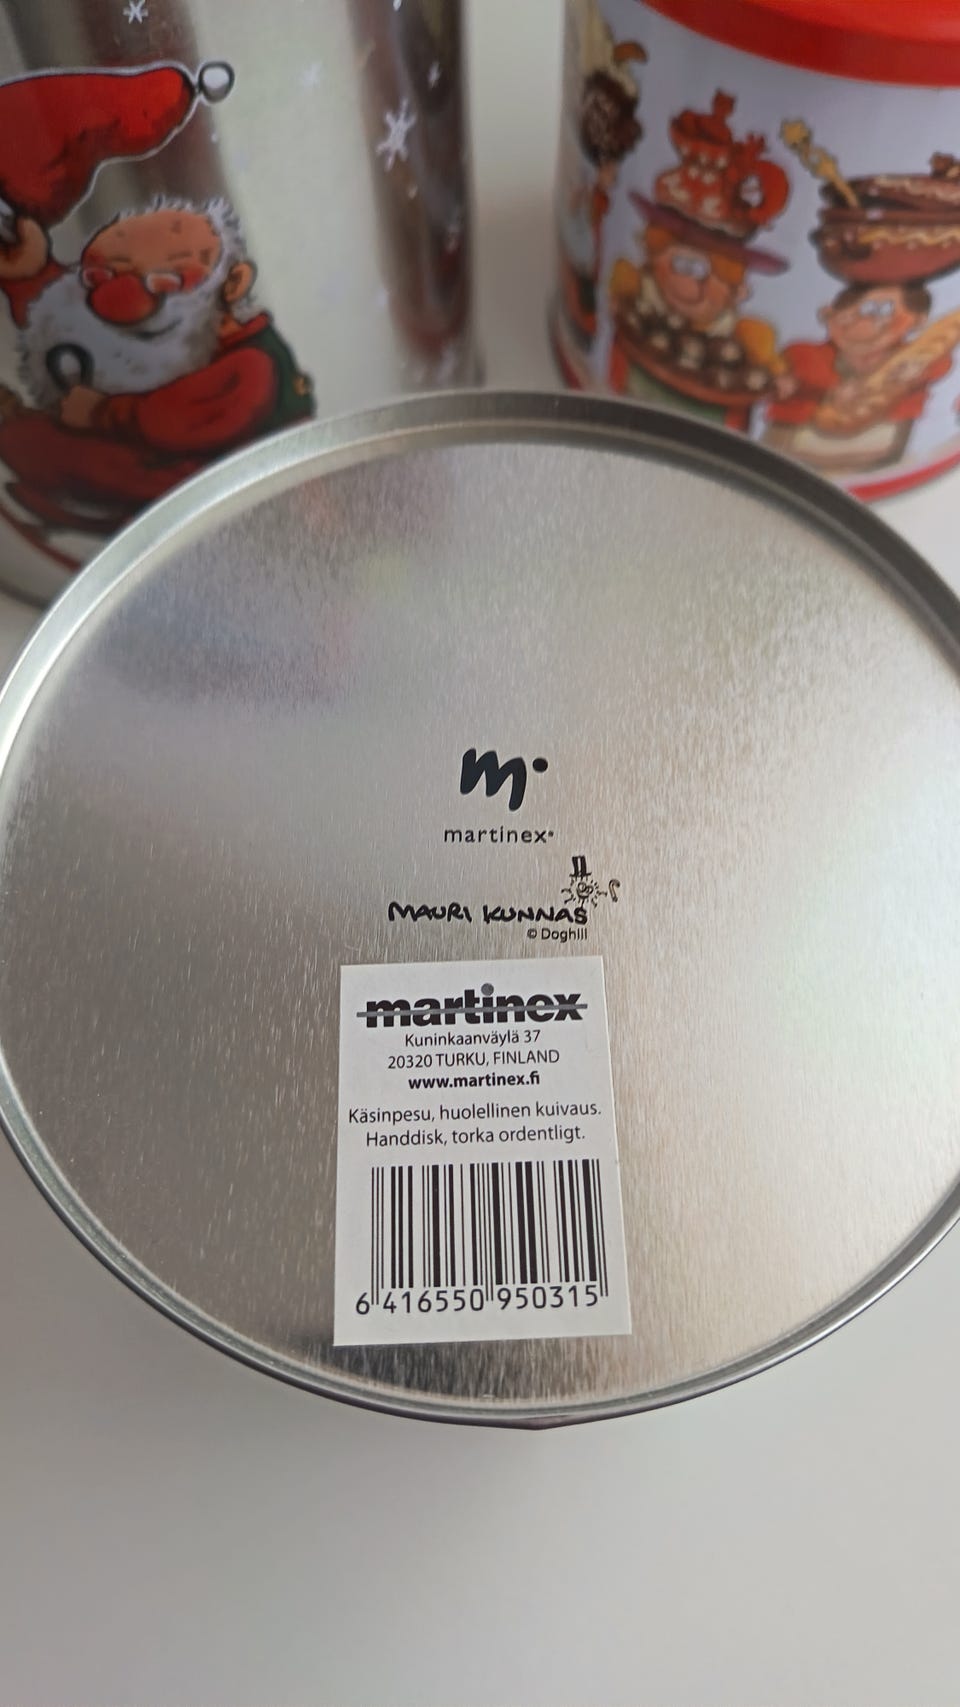 m
martinex®
MAURI KUNNAS
© Doghill
martinex
Kuninkaanväylä 37
20320 TURKU, FINLAND
www.martinex.fi
Käsinpesu, huolellinen kuivaus.
Handdisk, torka ordentligt.
6 416550 950315